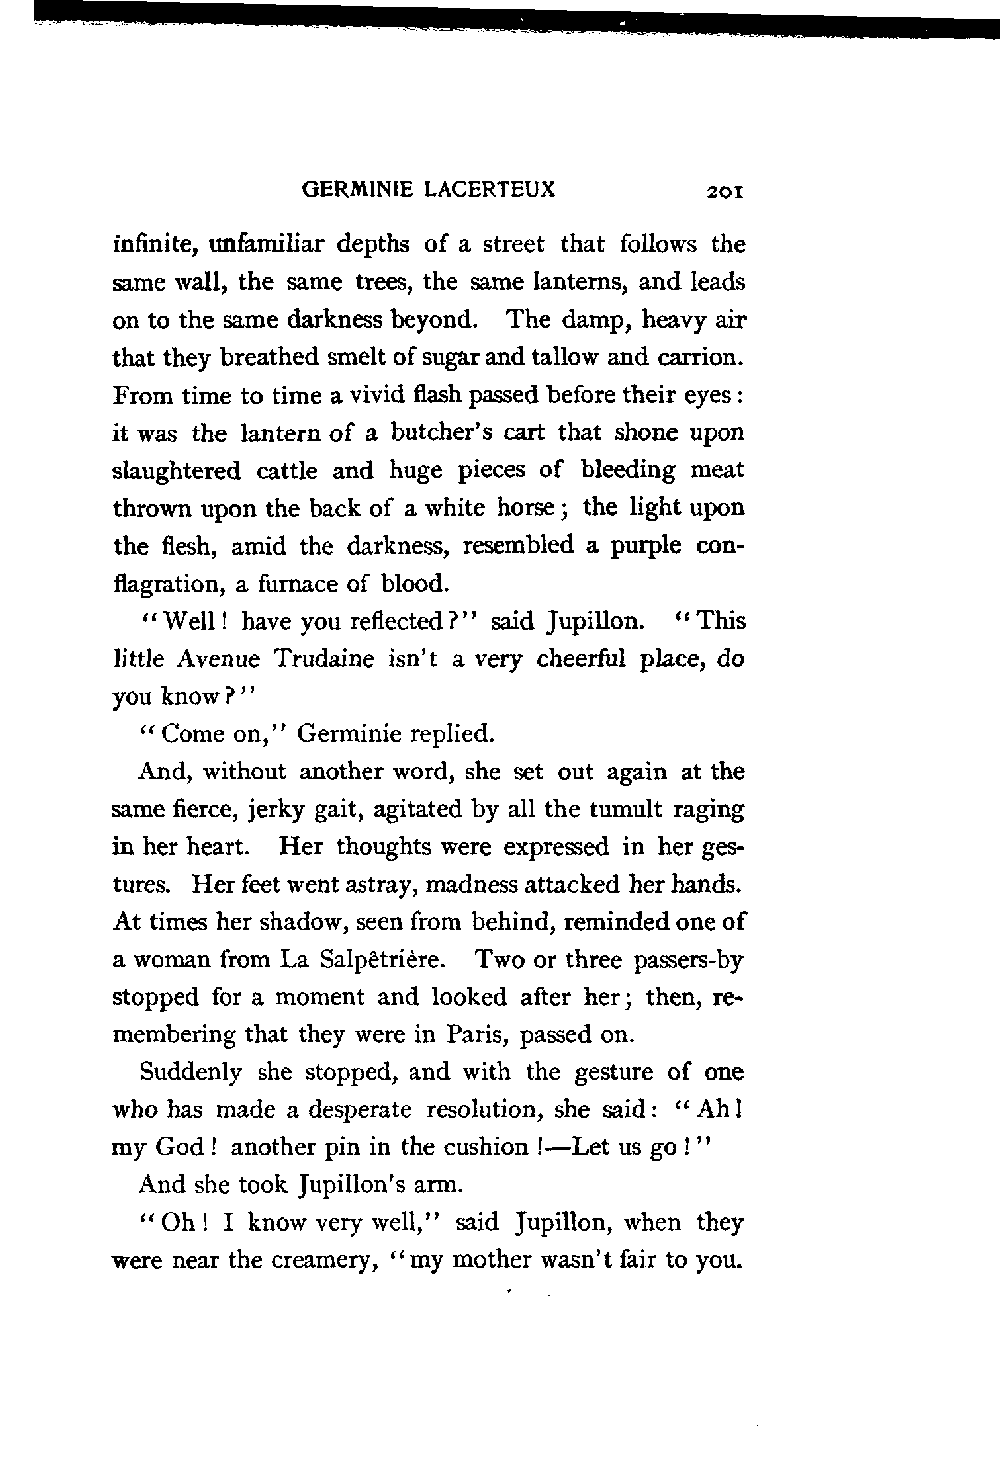 GERMINIE LACERTEUX 201
infinite, unfamiliar depths of a street that follows the
same wall, the same trees, the same lanterns, and leads
on to the same darkness beyond. The damp, heavy air
that they breathed smelt of sugar and tallow and carrion.
From time to time a vivid flash passed before their eyes:
it was the lantern of a butcher's cart that shone upon
slaughtered cattle and huge pieces of bleeding meat
thrown upon the back of a white horse; the light upon
the flesh, amid the darkness, resembled a purple con-
flagration, a furnace of blood.
"Well! have you reflected?" said Jupillon. "This
little Avenue Trudaine isn't a very cheerful place, do
you know?"
"Come on," Germinie replied.
And, without another word, she set out again at the
same fierce, jerky gait, agitated by all the tumult raging
in her heart. Her thoughts were expressed in her ges-
tures. Her feet went astray, madness attacked her hands.
At times her shadow, seen from behind, reminded one of
a woman from La Salpêtrière. Two or three passers-by
stopped for a moment and looked after her; then, re-
membering that they were in Paris, passed on.
Suddenly she stopped, and with the gesture of one
who has made a desperate resolution, she said: "Ah!
my God! another pin in the cushion!—Let us go!"
And she took Jupillon's arm.
"Oh! I know very well," said Jupillon, when they
were near the creamery, "my mother wasn't fair to you.